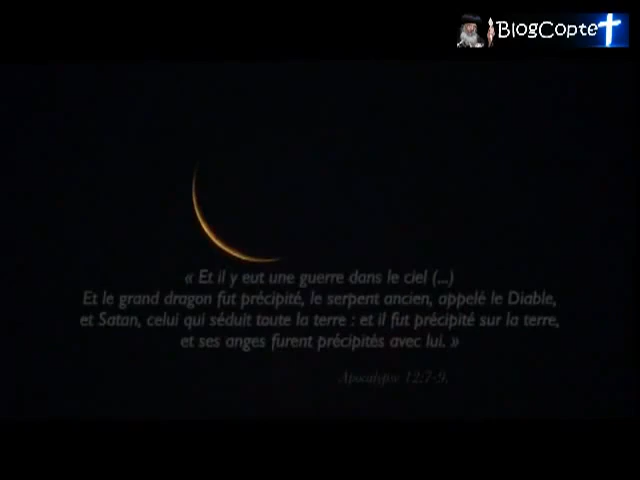 BlogCopte
« Et il y eut une guerre dans le ciel (...)
Et le grand dragon fut précipité, le serpent ancien, appelé le Diable,
et Satan, celui qui séduit toute la terre : et il fut précipité sur la terre,
et ses anges furent précipités avec lui. »
Apocalypse 12:7-9.